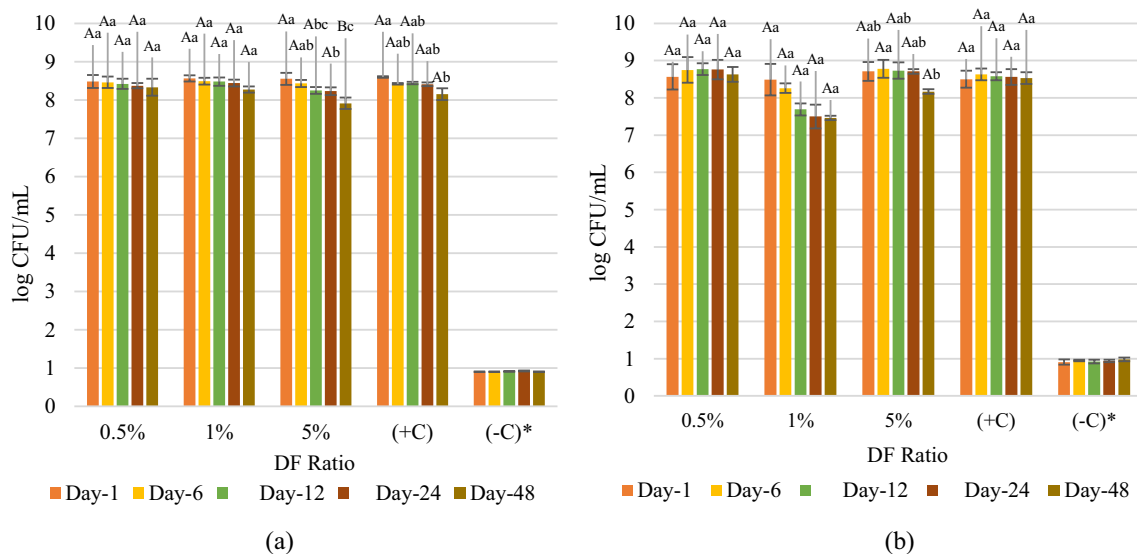 10
9
8
7
6
5
4
3
2
1
0
log CFU/mL
Aa Aa Aa Aa Aa
Aa Aa Aa Aa Aa
Aa Aab Abc Ab Bc
Aa Aab Aab Aab Ab
0.5% 1% 5% (+C) (-C)*
DF Ratio
Day-1 Day-6 Day-12 Day-24 Day-48
(a)
10
9
8
7
6
5
4
3
2
1
0
log CFU/mL
Aa Aa Aa Aa Aa
Aa Aa Aa Aa Aa
Aab Aa Aab Aab Ab
Aa Aa Aa Aa Aa
0.5% 1% 5% (+C) (-C)*
DF Ratio
Day-1 Day-6 Day-12 Day-24 Day-48
(b)